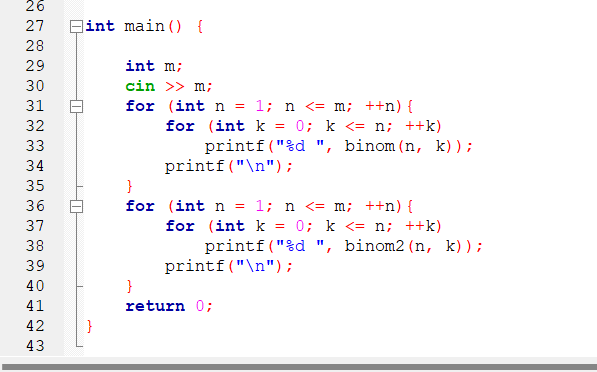 26
27 int main() {
28
29 int m;
30 cin >> m;
31 for (int n = 1; n <= m; ++n){
32 for (int k = 0; k <= n; ++k)
33 printf("%d ", binom(n, k));
34 printf("\n");
35 }
36 for (int n = 1; n <= m; ++n){
37 for (int k = 0; k <= n; ++k)
38 printf("%d ", binom2(n, k));
39 printf("\n");
40 }
41 return 0;
42 }
43